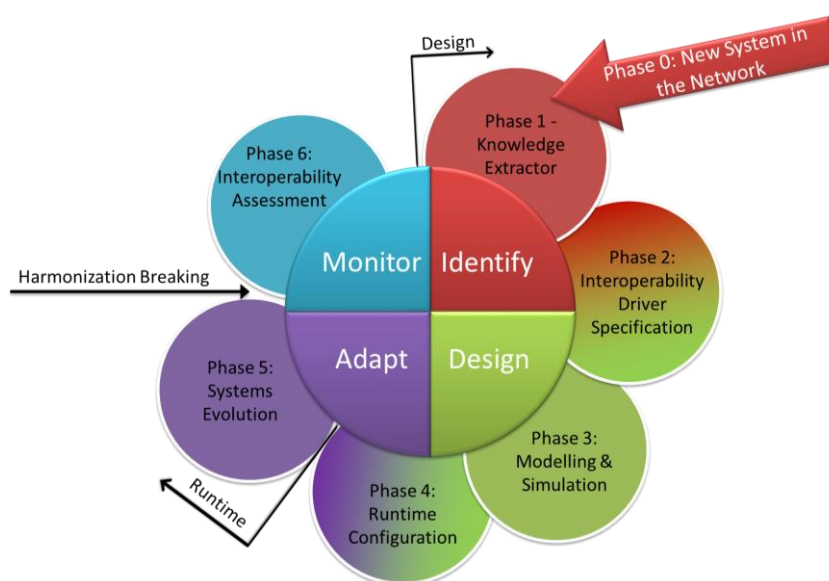 Design
Phase 0: New System in
the Network
Phase 1 -
Knowledge
Extractor
Phase 6:
Interoperability
Assessment
Monitor
Identify
Phase 2:
Interoperability
Driver
Specification
Harmonization Breaking
Adapt
Design
Phase 5:
Systems
Evolution
Phase 3:
Modelling &
Simulation
Phase 4:
Runtime
Configuration
Runtime